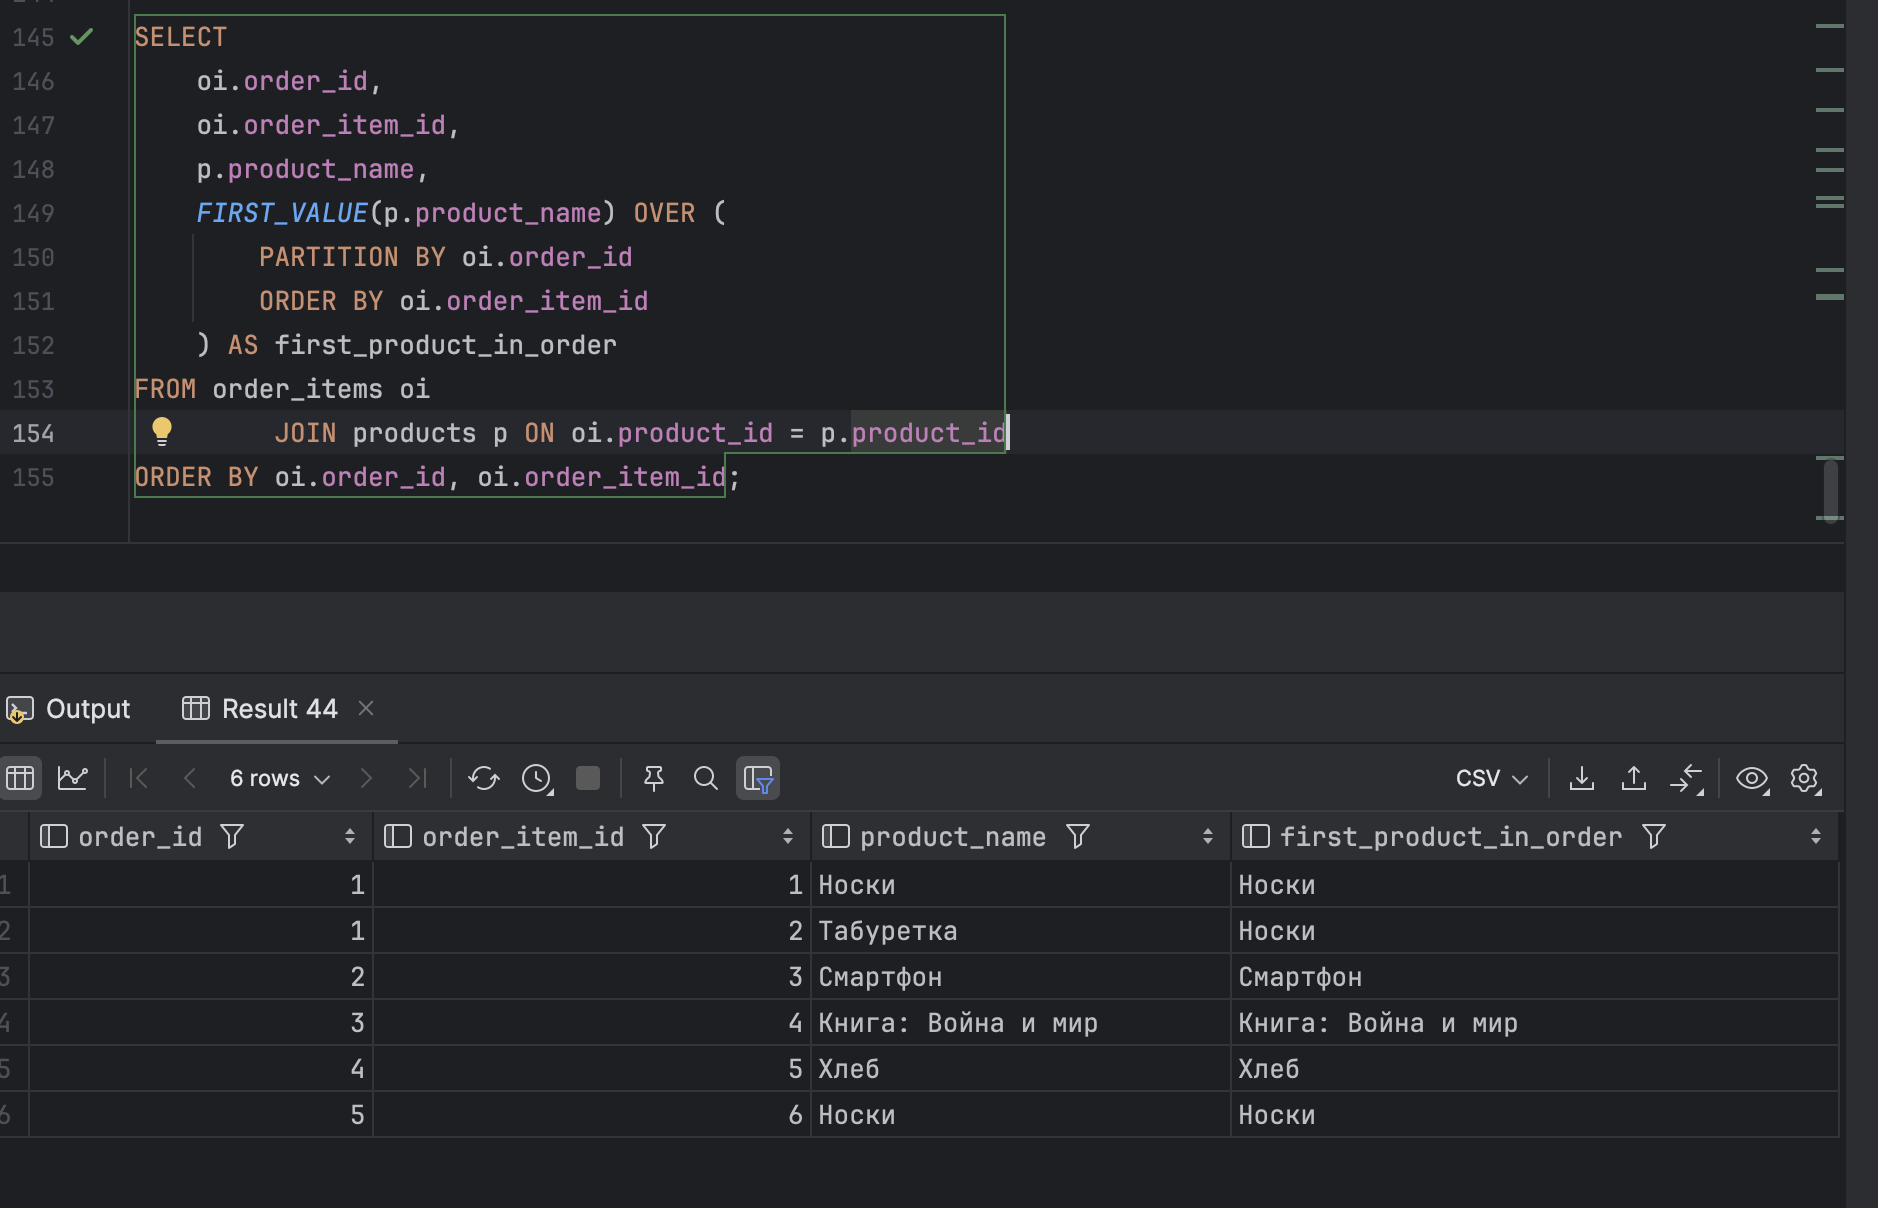 145 SELECT
146 oi.order_id,
147 oi.order_item_id,
148 p.product_name,
149 FIRST_VALUE(p.product_name) OVER (
150 PARTITION BY oi.order_id
151 ORDER BY oi.order_item_id
152 ) AS first_product_in_order
153 FROM order_items oi
154 JOIN products p ON oi.product_id = p.product_id
155 ORDER BY oi.order_id, oi.order_item_id;
Output Result 44
6 rows CSV
order_id order_item_id product_name first_product_in_order
1 1 1 Носки Носки
2 1 2 Табуретка Носки
3 2 3 Смартфон Смартфон
4 3 4 Книга: Война и мир Книга: Война и мир
5 4 5 Хлеб Хлеб
6 5 6 Носки Носки